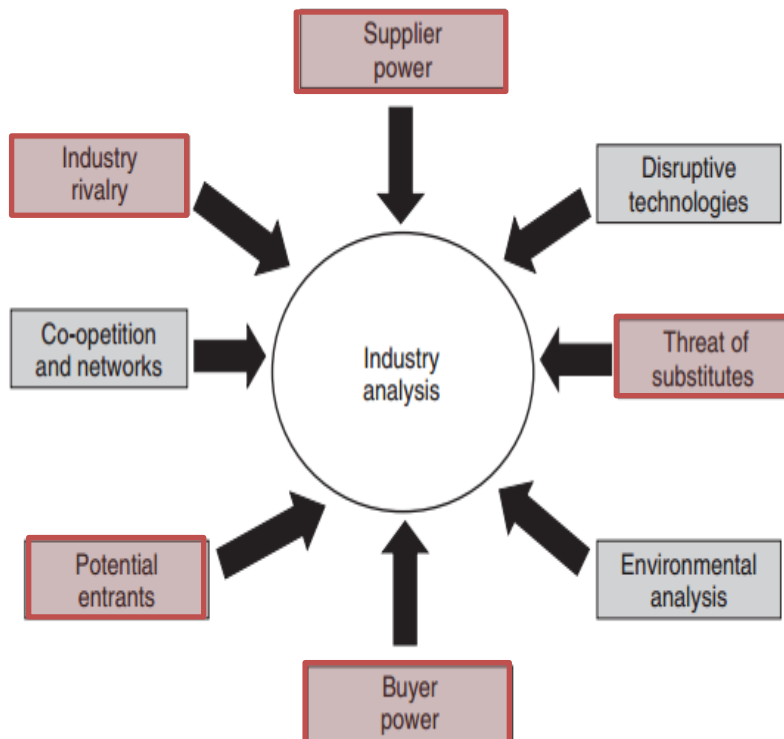 Supplier
power
Industry
rivalry
Disruptive
technologies
Co-opetition
and networks
Industry
analysis
Threat of
substitutes
Potential
entrants
Environmental
analysis
Buyer
power